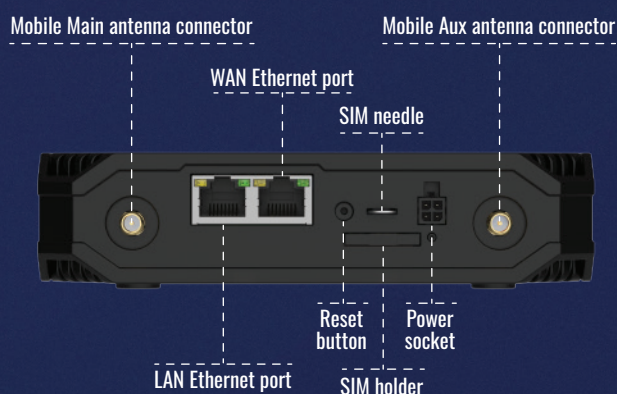 Mobile Main antenna connector
Mobile Aux antenna connector
WAN Ethernet port
SIM needle
Reset
button
Power
socket
LAN Ethernet port
SIM holder